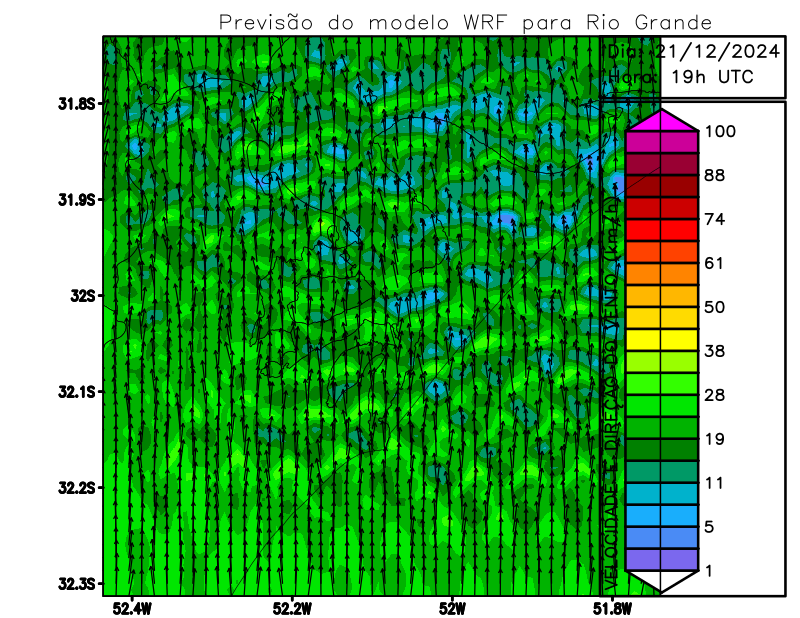 Previsão do modelo WRF para Rio Grande
Dia: 21/12/2024
Hora: 19h UTC
31.8S
31.9S
32S
32.1S
32.2S
32.3S
52.4W
52.2W
52W
51.8W
VELOCIDADE E DIREÇÃO DO VENTO (km/h)
100
88
74
61
50
38
28
19
11
5
1